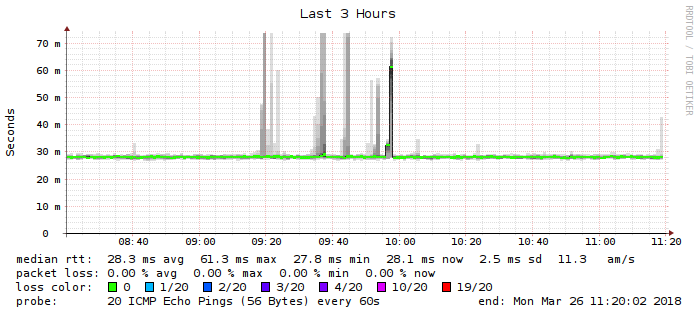 Last 3 Hours
RRDTOOL / TOBI OETIKER
Seconds
70 m
60 m
50 m
40 m
30 m
20 m
10 m
0
08:40 09:00 09:20 09:40 10:00 10:20 10:40 11:00 11:20
median rtt: 28.3 ms avg 61.3 ms max 27.8 ms min 28.1 ms now 2.5 ms sd 11.3 am/s
packet loss: 0.00 % avg 0.00 % max 0.00 % min 0.00 % now
loss color: 0 1/20 2/20 3/20 4/20 10/20 19/20
probe: 20 ICMP Echo Pings (56 Bytes) every 60s end: Mon Mar 26 11:20:02 2018